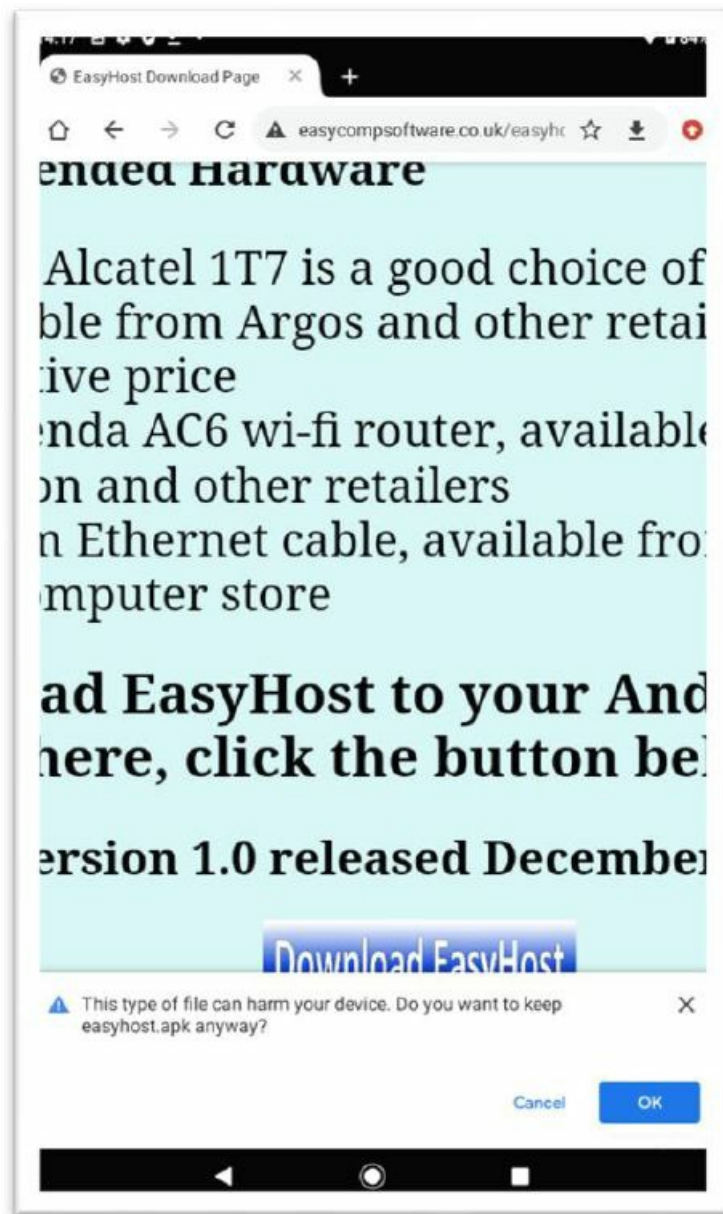 EasyHost Download Page
easycompsoftware.co.uk/easyho
ended Hardware
Alcatel 1T7 is a good choice of
ble from Argos and other retai
tive price
enda AC6 wi-fi router, available
on and other retailers
n Ethernet cable, available fro
omputer store
ad EasyHost to your And
here, click the button bel
ersion 1.0 released December
Download EasyHost
This type of file can harm your device. Do you want to keep
easyhost.apk anyway?
Cancel OK